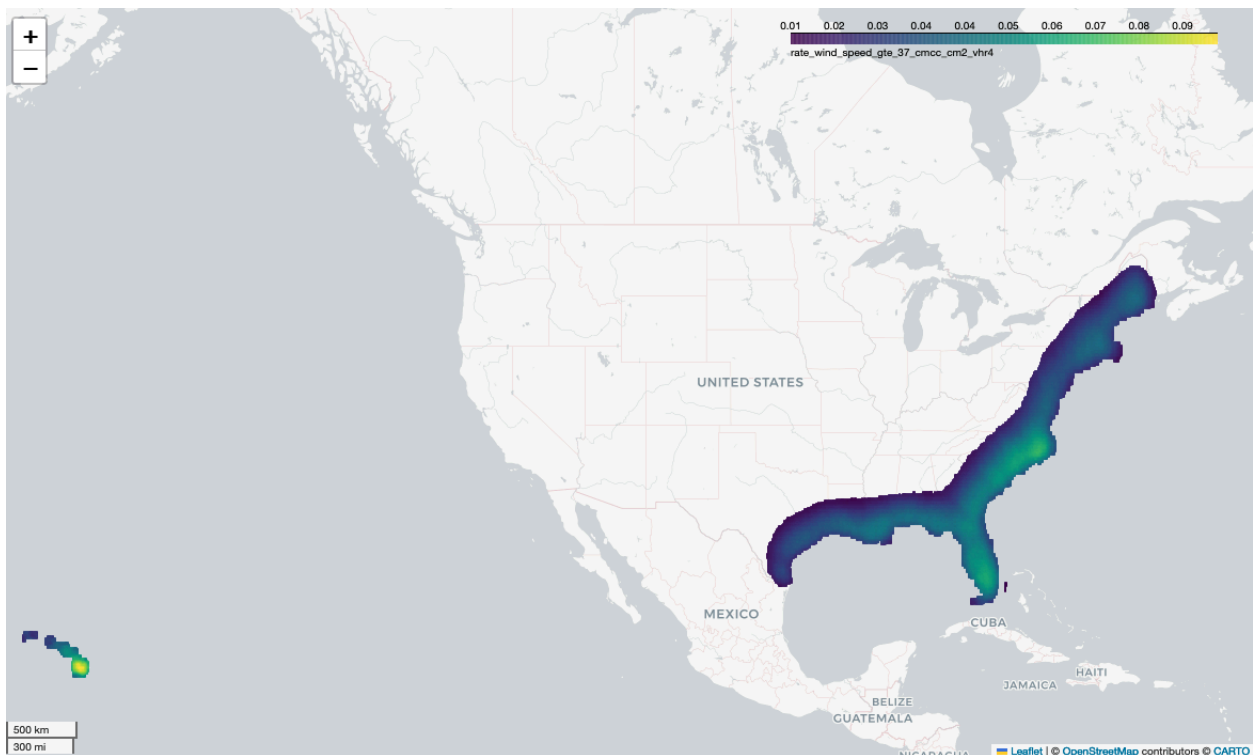 +
−
0.01 0.02 0.03 0.04 0.04 0.05 0.06 0.07 0.08 0.09
rate_wind_speed_gte_37_cmcc_cm2_vhr4
UNITED STATES
MEXICO
CUBA
HAITI
JAMAICA
BELIZE
GUATEMALA
NICARAGUA
500 km
300 mi
Leaflet | © OpenStreetMap contributors © CARTO